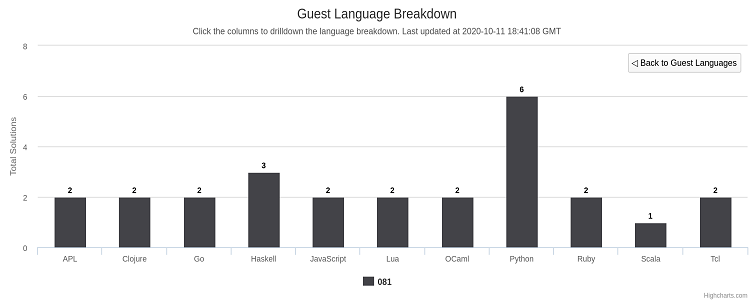 Guest Language Breakdown
Click the columns to drilldown the language breakdown. Last updated at 2020-10-11 18:41:08 GMT
◁ Back to Guest Languages
Total Solutions
8
6
4
2
0
2 2 2 3 2 2 2 6 2 1 2
APL Clojure Go Haskell JavaScript Lua OCaml Python Ruby Scala Tcl
081
Highcharts.com